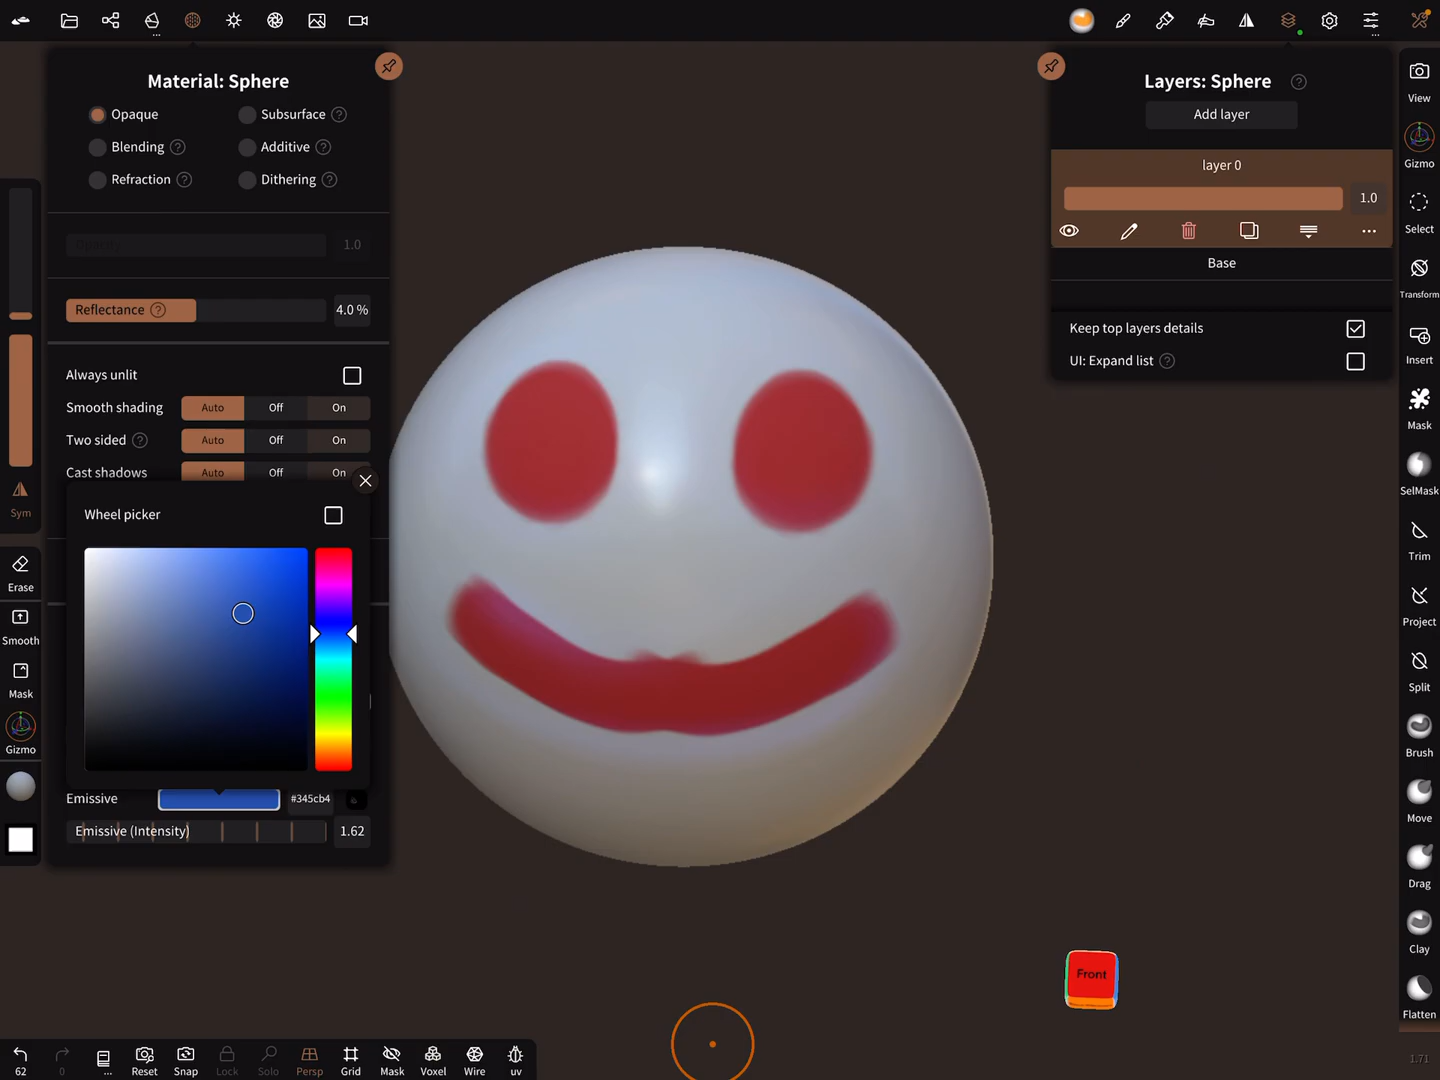 Material: Sphere
Opaque
Subsurface ?
Blending ?
Additive ?
Refraction ?
Dithering ?
Opacity 1.0
Reflectance ? 4.0 %
Always unlit
Smooth shading Auto Off On
Two sided ? Auto Off On
Cast shadows Auto Off On
Wheel picker
Emissive #345cb4
Emissive (Intensity) 1.62
Sym
Erase
Smooth
Mask
Gizmo
Layers: Sphere ?
Add layer
layer 0
1.0
Base
Keep top layers details
UI: Expand list ?
View
Gizmo
Select
Transform
Insert
Mask
SelMask
Trim
Project
Split
Brush
Move
Drag
Clay
Flatten
1.71
Front
62
0
...
Reset
Snap
Lock
Solo
Persp
Grid
Mask
Voxel
Wire
uv